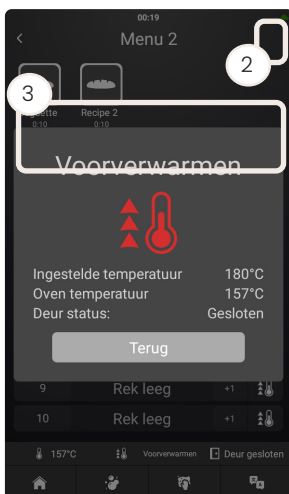 00:19
Menu 2
2
3
Baguette Recipe 2
0:10 0:10
Voorverwarmen
Ingestelde temperatuur 180°C
Oven temperatuur 157°C
Deur status: Gesloten
Terug
9 Rek leeg +1
10 Rek leeg +1
157°C Voorverwarmen Deur gesloten